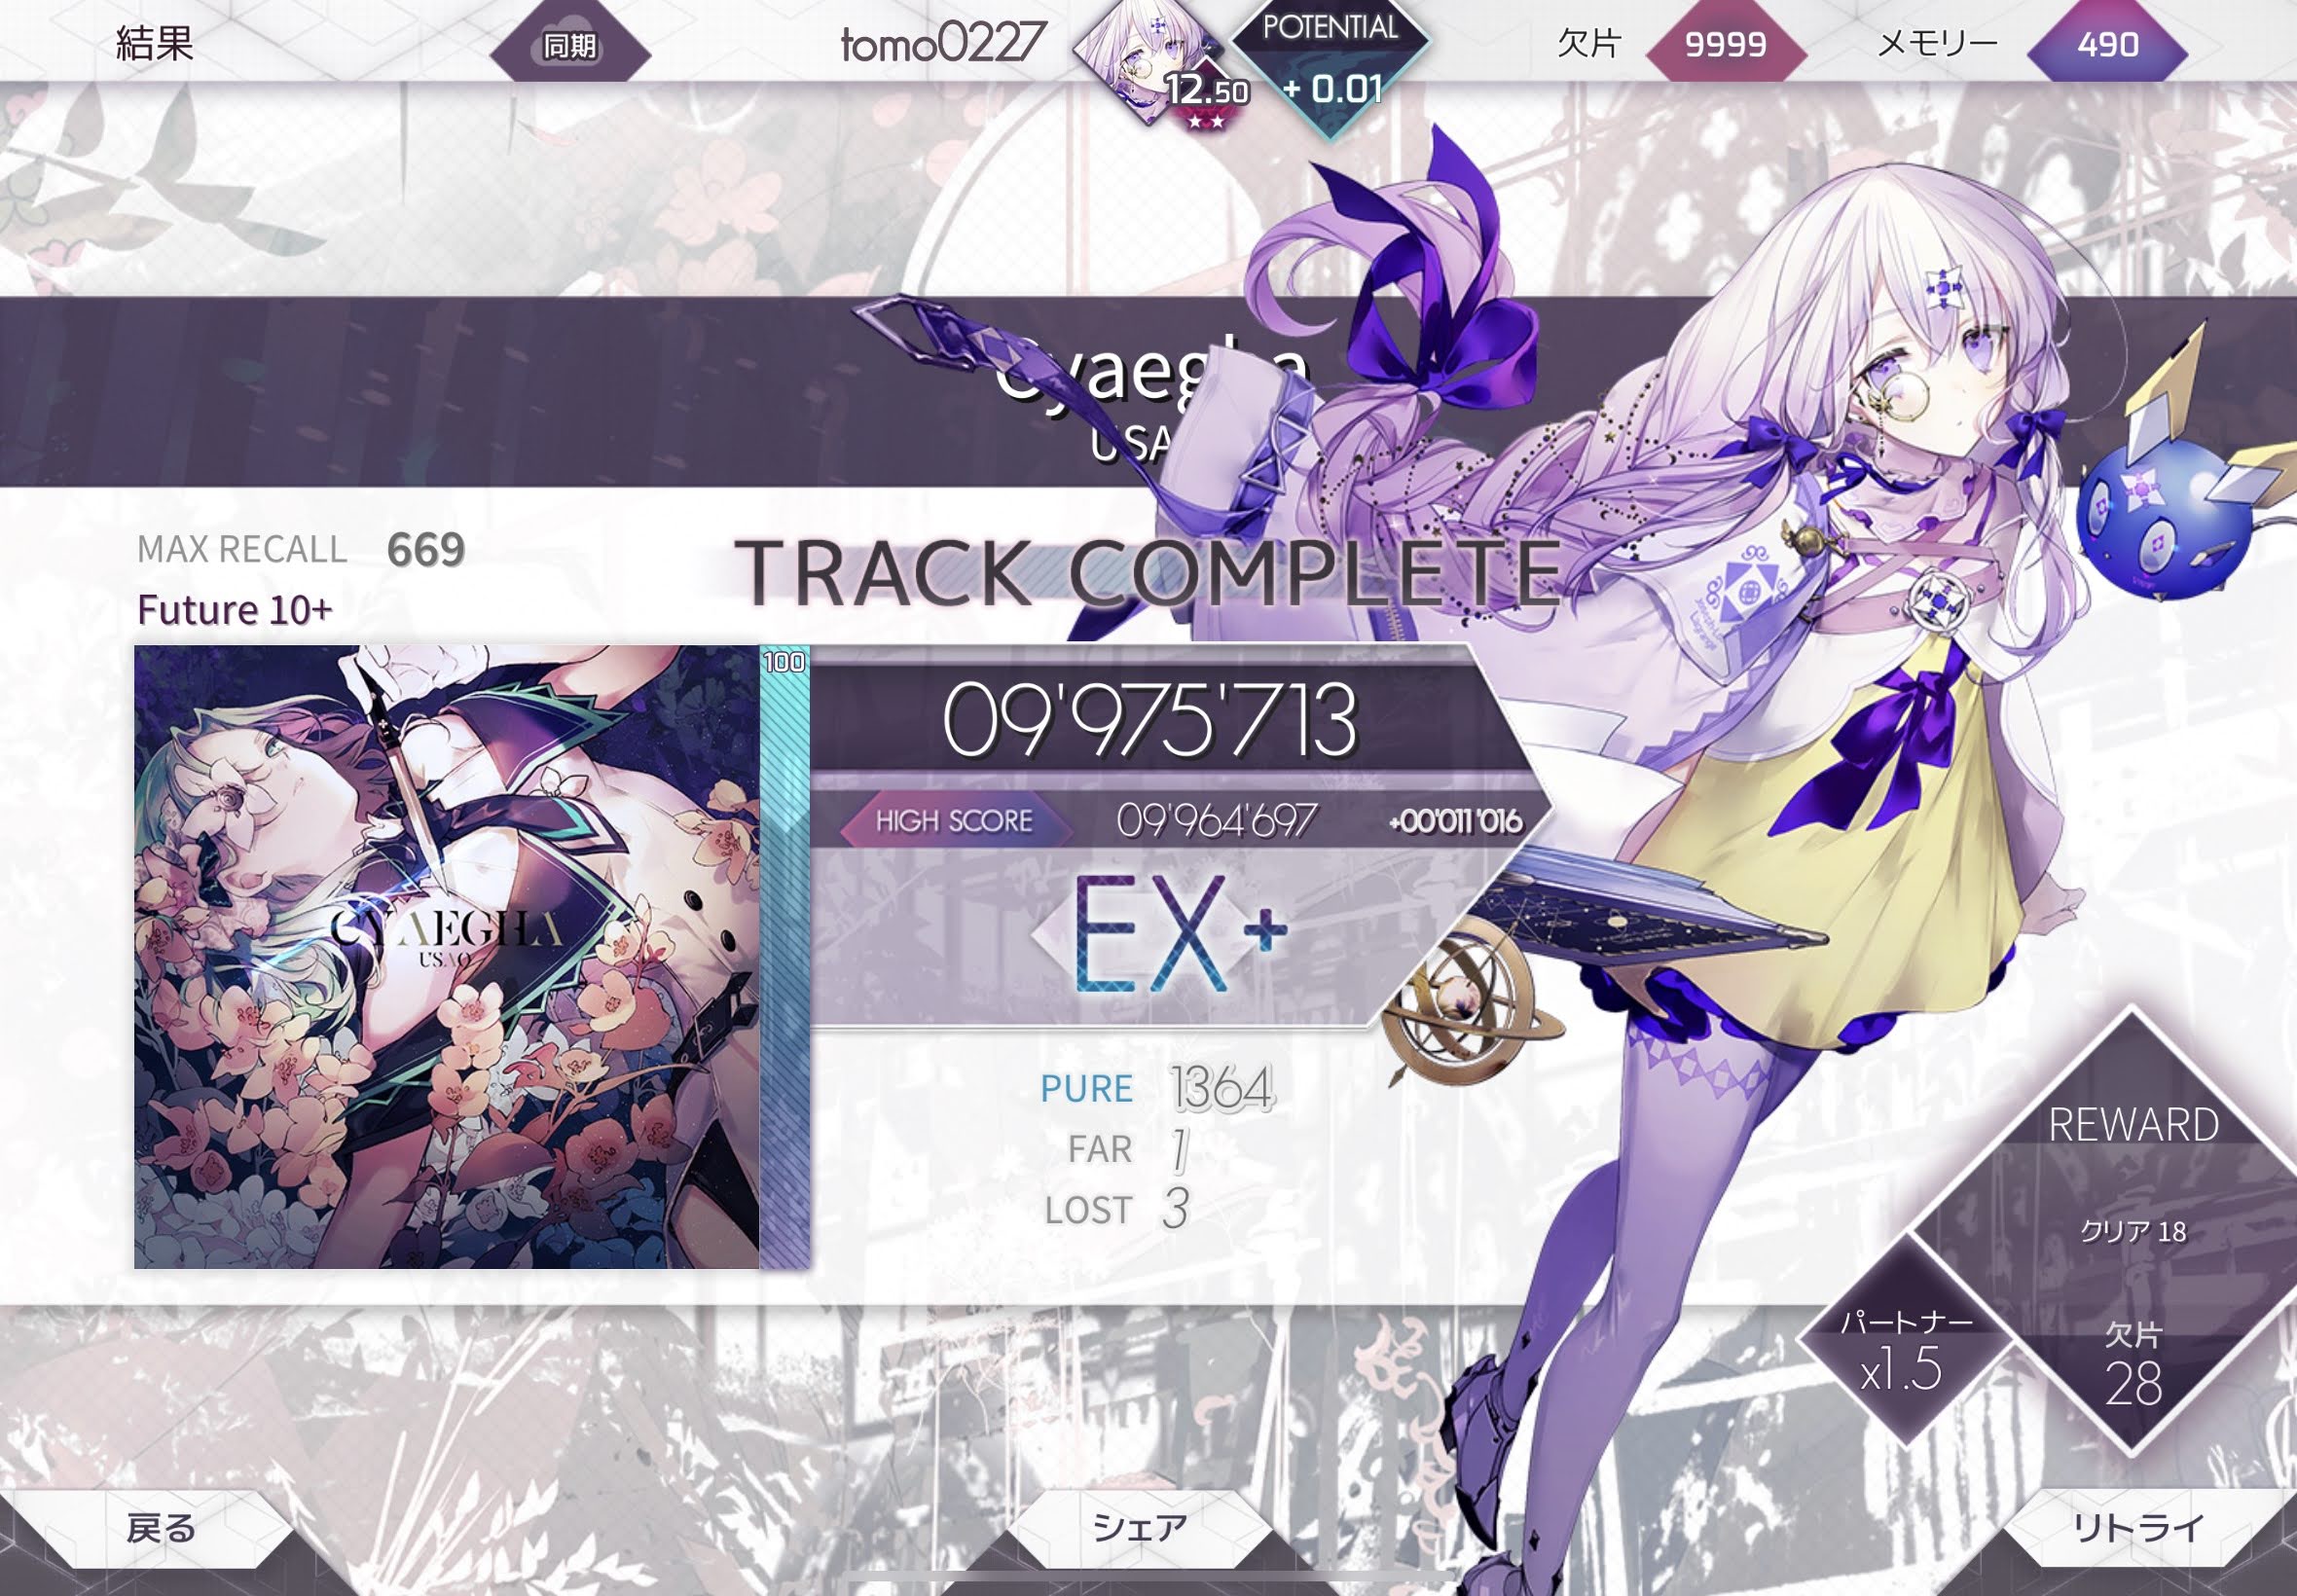 結果
同期
tomo0227
12.50
POTENTIAL
+ 0.01
欠片
9999
メモリー
490
MAX RECALL 669
TRACK COMPLETE
Future 10+
100
CYAEGHA
USAO
09'975'713
HIGH SCORE 09'964'697 +00'011'016
EX+
PURE 1364
FAR 1
LOST 3
REWARD
クリア 18
パートナー
x1.5
欠片
28
戻る
シェア
リトライ